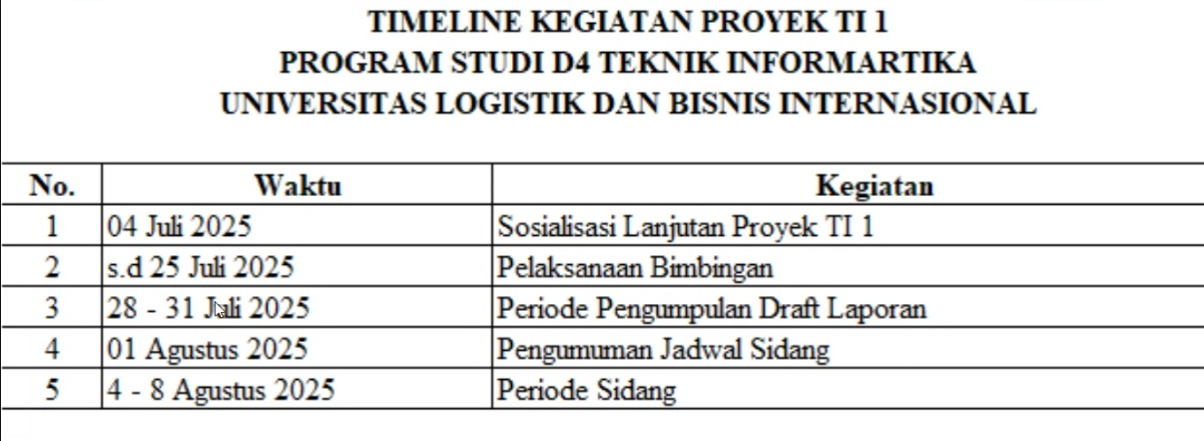 TIMELINE KEGIATAN PROYEK TI 1
PROGRAM STUDI D4 TEKNIK INFORMARTIKA
UNIVERSITAS LOGISTIK DAN BISNIS INTERNASIONAL
No. Waktu Kegiatan
1 04 Juli 2025 Sosialisasi Lanjutan Proyek TI 1
2 s.d 25 Juli 2025 Pelaksanaan Bimbingan
3 28 - 31 Juli 2025 Periode Pengumpulan Draft Laporan
4 01 Agustus 2025 Pengumuman Jadwal Sidang
5 4 - 8 Agustus 2025 Periode Sidang